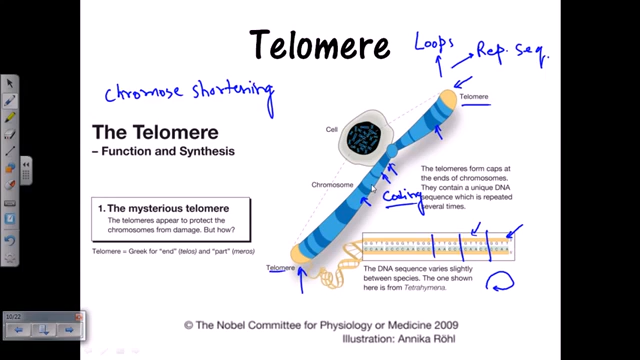 Telomere
Loops
Rep. seq.
chromose shortening
Telomere
The Telomere
– Function and Synthesis
Cell
Chromosome
The telomeres form caps
at the ends of chromosomes.
They contain a unique DNA
sequence which is repeated
several times.
coding
1. The mysterious telomere
The telomeres appear to protect the
chromosomes from damage. But how?
Telomere = Greek for "end" (telos) and "part" (meros)
Telomere
The DNA sequence varies slightly
between species. The one shown
here is from Tetrahymena.
10/22
© The Nobel Committee for Physiology or Medicine 2009
Illustration: Annika Röhl